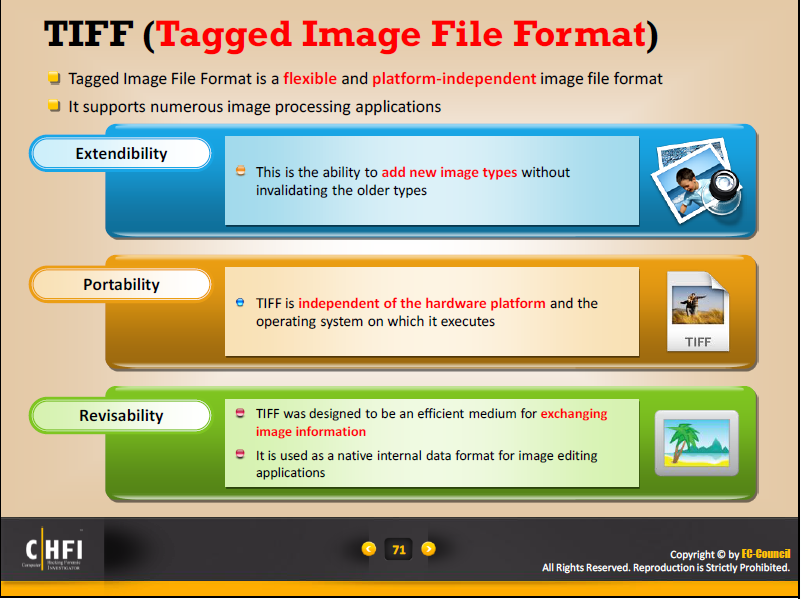 TIFF (Tagged Image File Format)
Tagged Image File Format is a flexible and platform-independent image file format
It supports numerous image processing applications
Extendibility
This is the ability to add new image types without
invalidating the older types
Portability
TIFF is independent of the hardware platform and the
operating system on which it executes
TIFF
Revisability
TIFF was designed to be an efficient medium for exchanging
image information
It is used as a native internal data format for image editing
applications
CHFI
Computer Hacking Forensic
INVESTIGATOR
71
Copyright © by EC-Council
All Rights Reserved. Reproduction is Strictly Prohibited.